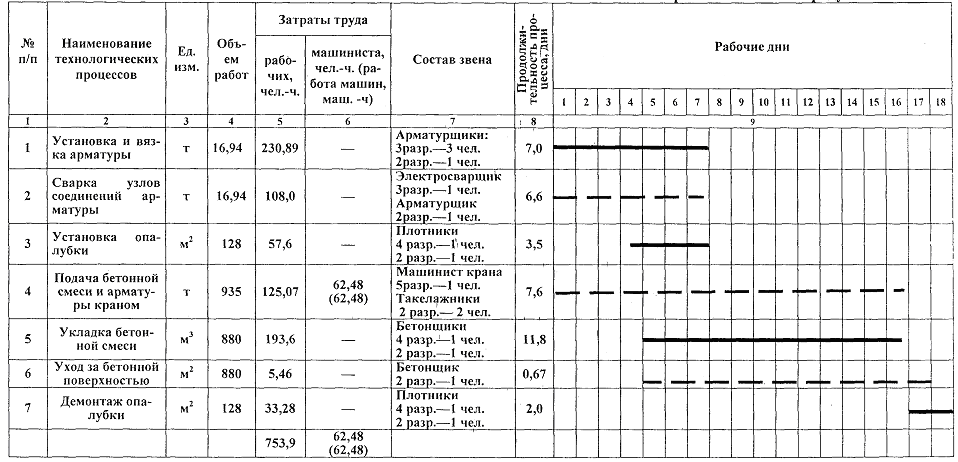 № п/п
Наименование технологических процессов
Ед. изм.
Объ-ем работ
Затраты труда
рабо-чих, чел.-ч.
машиниста, чел.-ч. (ра-бота машин, маш. -ч)
Состав звена
Продолжи-тельность про-цесса, дни
Рабочие дни
1 2 3 4 5 6 7 8 9 10 11 12 13 14 15 16 17 18
1 2 3 4 5 6 7 8 9
1 Установка и вяз-ка арматуры т 16,94 230,89 — Арматурщики: 3разр.—3 чел. 2разр.—1 чел. 7,0
2 Сварка узлов соединений ар-матуры т 16,94 108,0 — Электросварщик 3разр.—1 чел. Арматурщик 2разр.—1 чел. 6,6
3 Установка опа-лубки м² 128 57,6 — Плотники 4 разр.—1 чел. 2 разр.—1 чел. 3,5
4 Подача бетонной смеси и армату-ры краном т 935 125,07 62,48 (62,48) Машинист крана 5разр.—1 чел. Такелажники 2 разр.— 2 чел. 7,6
5 Укладка бетон-ной смеси м³ 880 193,6 — Бетонщики 4 разр.—1 чел. 2 разр.—1 чел. 11,8
6 Уход за бетонной поверхностью м² 880 5,46 — Бетонщик 2 разр.—1 чел. 0,67
7 Демонтаж опа-лубки м² 128 33,28 — Плотники 4 разр.—1 чел. 2 разр.—1 чел. 2,0
753,9 62,48 (62,48)